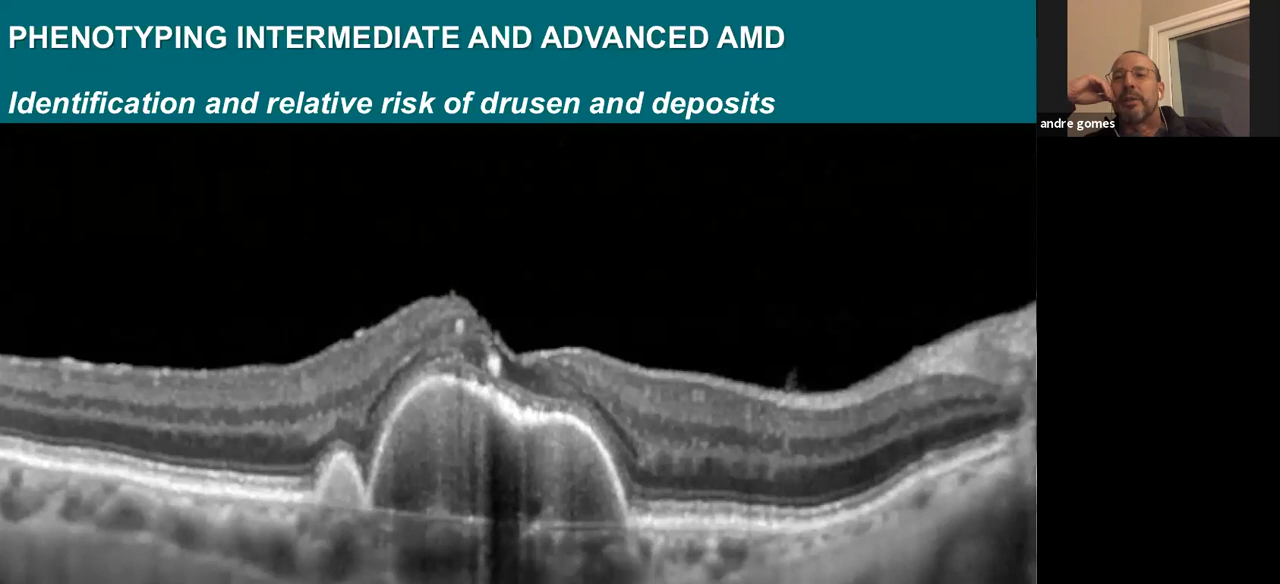 PHENOTYPING INTERMEDIATE AND ADVANCED AMD
Identification and relative risk of drusen and deposits
andre gomes